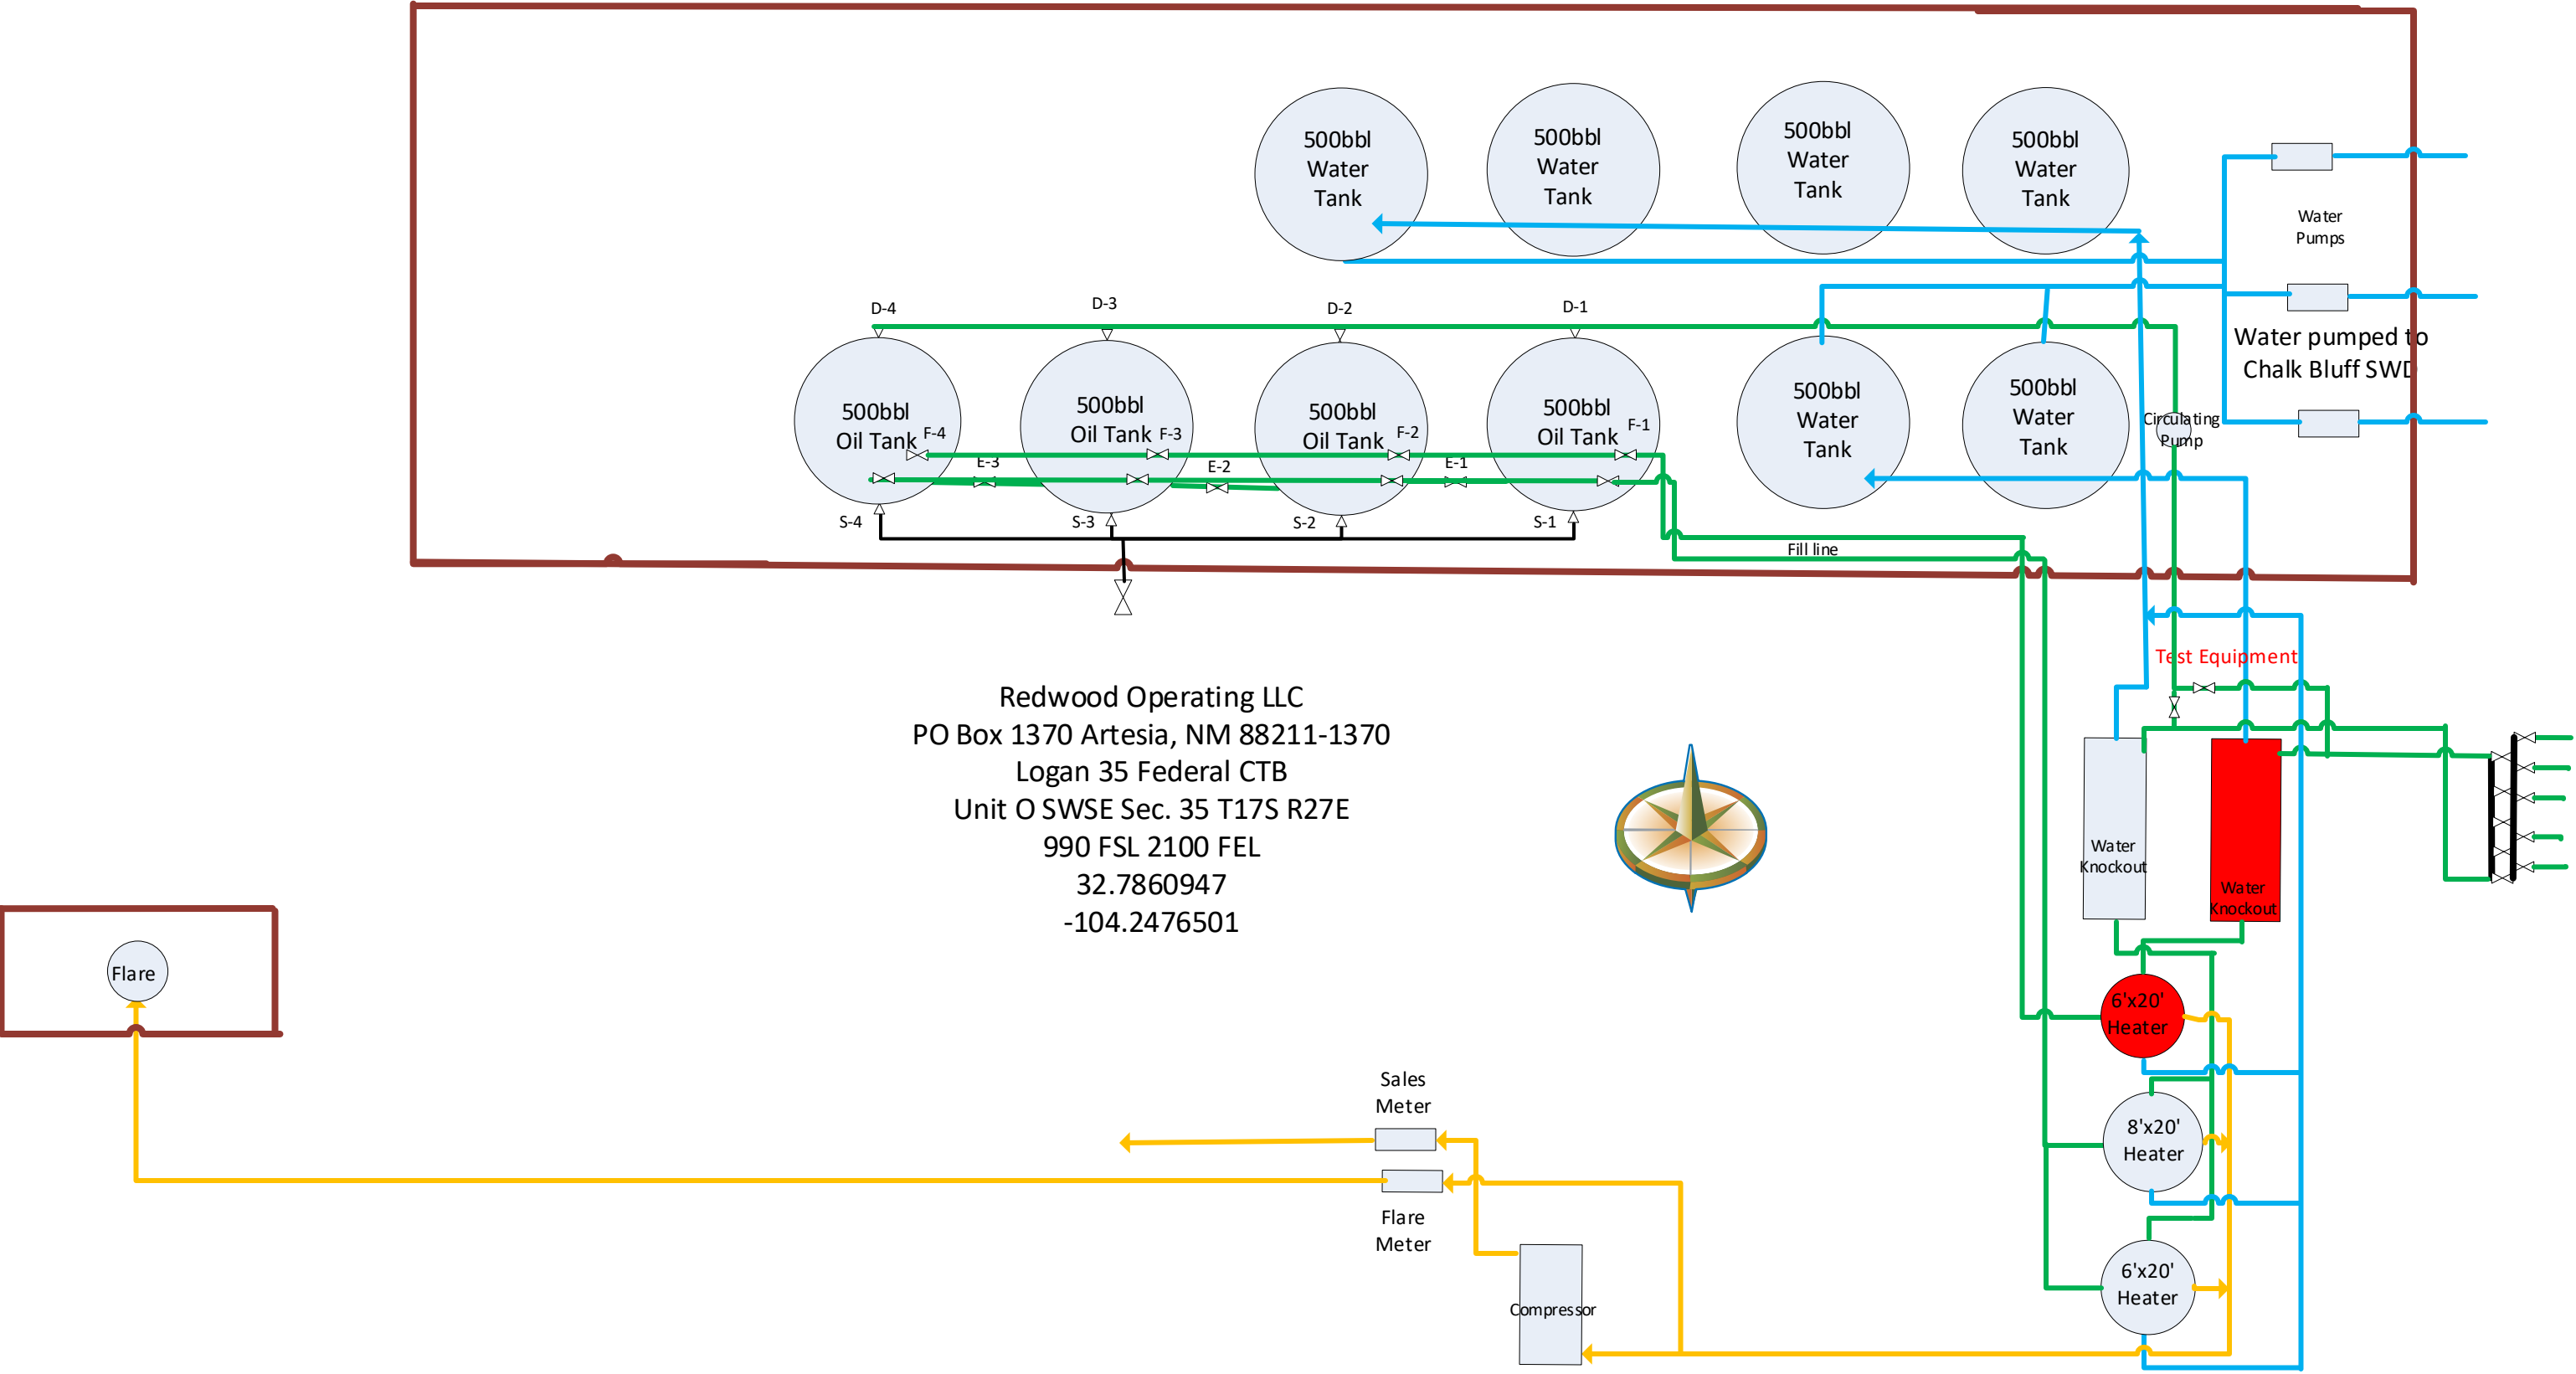 500bbl
Water
Tank
500bbl
Water
Tank
500bbl
Water
Tank
500bbl
Water
Tank
Water
Pumps
D-4
D-3
D-2
D-1
Water pumped to
Chalk Bluff SWD
500bbl
Oil Tank
F-4
500bbl
Oil Tank
F-3
500bbl
Oil Tank
F-2
500bbl
Oil Tank
F-1
500bbl
Water
Tank
500bbl
Water
Tank
Circulating
Pump
E-3
E-2
E-1
S-4
S-3
S-2
S-1
Fill line
Test Equipment
Redwood Operating LLC
PO Box 1370 Artesia, NM 88211-1370
Logan 35 Federal CTB
Unit O SWSE Sec. 35 T17S R27E
990 FSL 2100 FEL
32.7860947
-104.2476501
Water
Knockout
Water
Knockout
Flare
6'x20'
Heater
Sales
Meter
8'x20'
Heater
Flare
Meter
6'x20'
Heater
Compressor